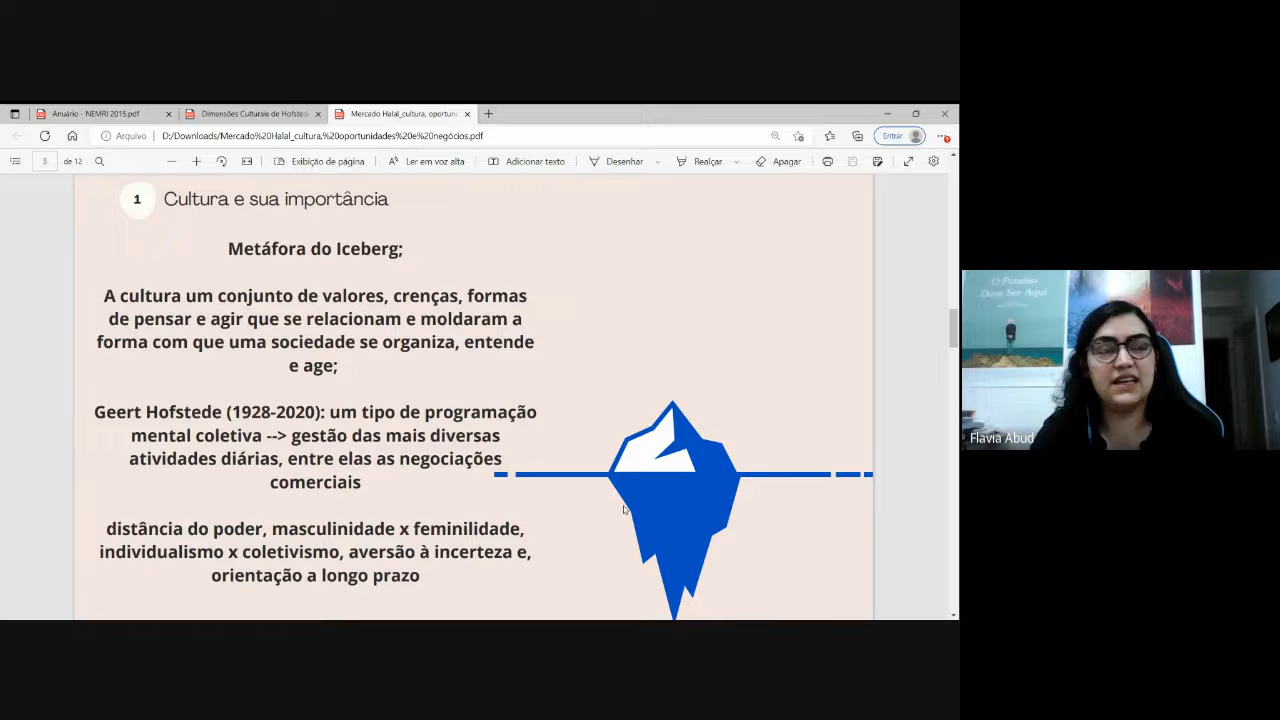 Anuário - NEMRI 2015.pdf
Dimensões Culturais de Hofsted
Mercado Halal_cultura, oportuni
Arquivo
D:/Downloads/Mercado%20Halal_cultura,%20oportunidades%20e%20negócios.pdf
Entrar
5 de 12
Exibição de página
Ler em voz alta
Adicionar texto
Desenhar
Realçar
Apagar
1 Cultura e sua importância
Metáfora do Iceberg;
A cultura um conjunto de valores, crenças, formas
de pensar e agir que se relacionam e moldaram a
forma com que uma sociedade se organiza, entende
e age;
Geert Hofstede (1928-2020): um tipo de programação
mental coletiva --> gestão das mais diversas
atividades diárias, entre elas as negociações
comerciais
distância do poder, masculinidade x feminilidade,
individualismo x coletivismo, aversão à incerteza e,
orientação a longo prazo
O Paraíso
Deve Ser Aqui
Flavia Abud